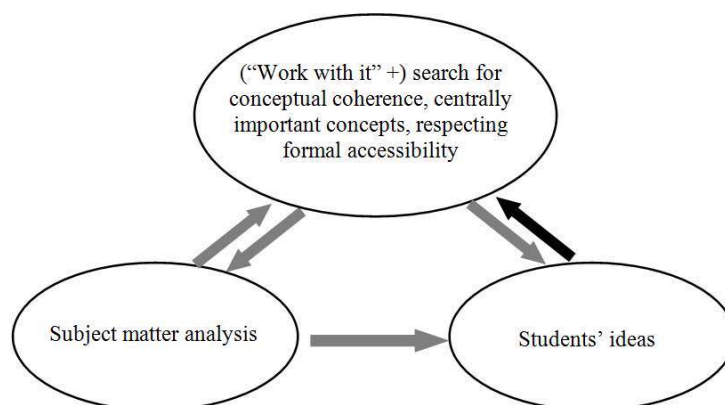 (“Work with it” +) search for
conceptual coherence, centrally
important concepts, respecting
formal accessibility
Subject matter analysis
Students’ ideas